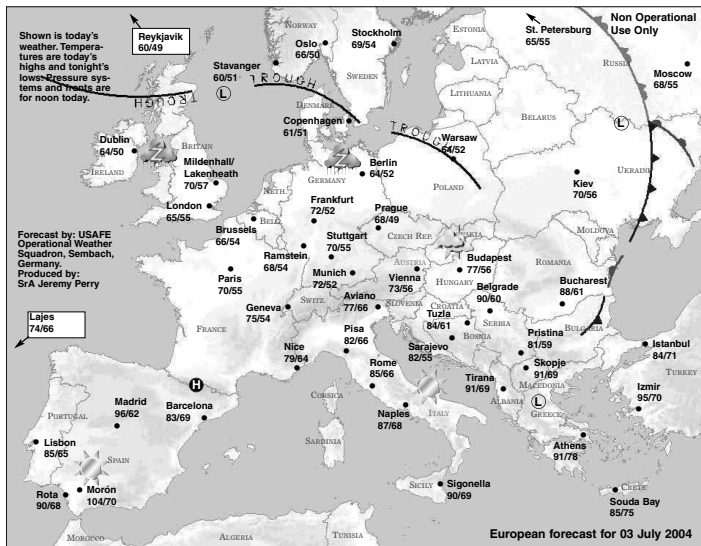 Shown is today's
weather. Tempera-
tures are today's
highs and tonight's
lows. Pressure sys-
tems and fronts are
for noon today.
Reykjavik
60/49
NORWAY
Oslo
66/50
Stockholm
69/54
ESTONIA
St. Petersburg
65/55
Non Operational
Use Only
Stavanger
60/51
SWEDEN
LATVIA
RUSSIA
Moscow
68/55
TROUGH
TROUGH
L
DENMARK
LITHUANIA
Copenhagen
61/51
BELARUS
L
TROUGH
Dublin
64/50
BRITAIN
IRELAND
Mildenhall/
Lakenheath
70/57
London
65/55
NETH.
GERMANY
Berlin
64/52
Warsaw
64/52
POLAND
UKRAINE
Kiev
70/56
Brussels
66/54
BELG.
Frankfurt
72/52
Prague
68/49
CZECH REP.
MOLDOVA
Forecast by: USAFE
Operational Weather
Squadron, Sembach,
Germany.
Produced by:
SrA Jeremy Perry
Ramstein
68/54
Stuttgart
70/55
Munich
72/52
AUSTRIA
Vienna
73/56
Budapest
77/56
HUNGARY
ROMANIA
Paris
70/55
Geneva
75/54
SWITZ.
Aviano
77/66
SLOVENIA
CROATIA
Belgrade
90/60
Bucharest
88/61
Lajes
74/66
FRANCE
Pisa
82/66
Tuzla
84/61
BOSNIA
SERBIA
Sarajevo
82/55
Pristina
81/59
BULGARIA
Istanbul
84/71
Nice
79/64
Rome
85/66
Skopje
91/69
MACEDONIA
TURKEY
H
CORSICA
ITALY
Tirana
91/69
ALBANIA
L
GREECE
Izmir
95/70
Madrid
96/62
Barcelona
83/69
Naples
87/68
PORTUGAL
Lisbon
85/65
SPAIN
SARDINIA
Athens
91/78
Rota
90/68
Morón
104/70
SICILY
Sigonella
90/69
CRETE
Souda Bay
85/75
MOROCCO
ALGERIA
TUNISIA
European forecast for 03 July 2004